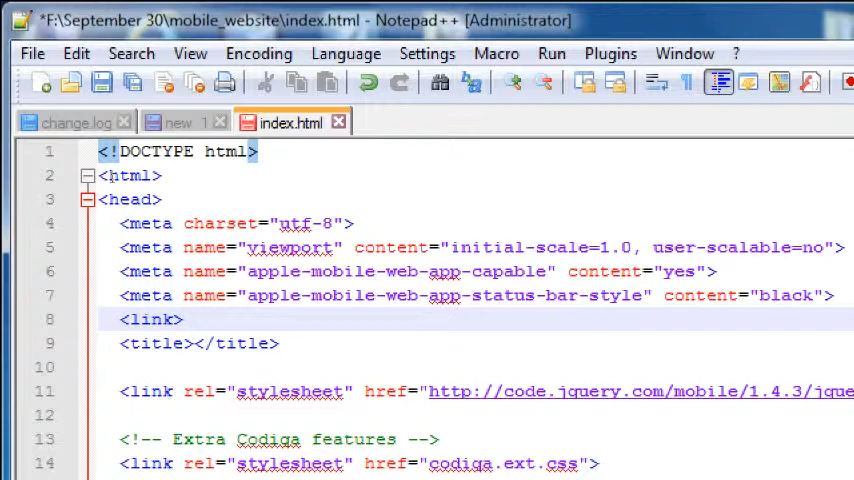 *F:\September 30\mobile_website\index.html - Notepad++ [Administrator]
File Edit Search View Encoding Language Settings Macro Run Plugins Window ?
change.log new 1 index.html
1 <!DOCTYPE html>
2 <html>
3 <head>
4 <meta charset="utf-8">
5 <meta name="viewport" content="initial-scale=1.0, user-scalable=no">
6 <meta name="apple-mobile-web-app-capable" content="yes">
7 <meta name="apple-mobile-web-app-status-bar-style" content="black">
8 <link>
9 <title></title>
10
11 <link rel="stylesheet" href="http://code.jquery.com/mobile/1.4.3/jque
12
13 <!-- Extra Codiqa features -->
14 <link rel="stylesheet" href="codiqa.ext.css">